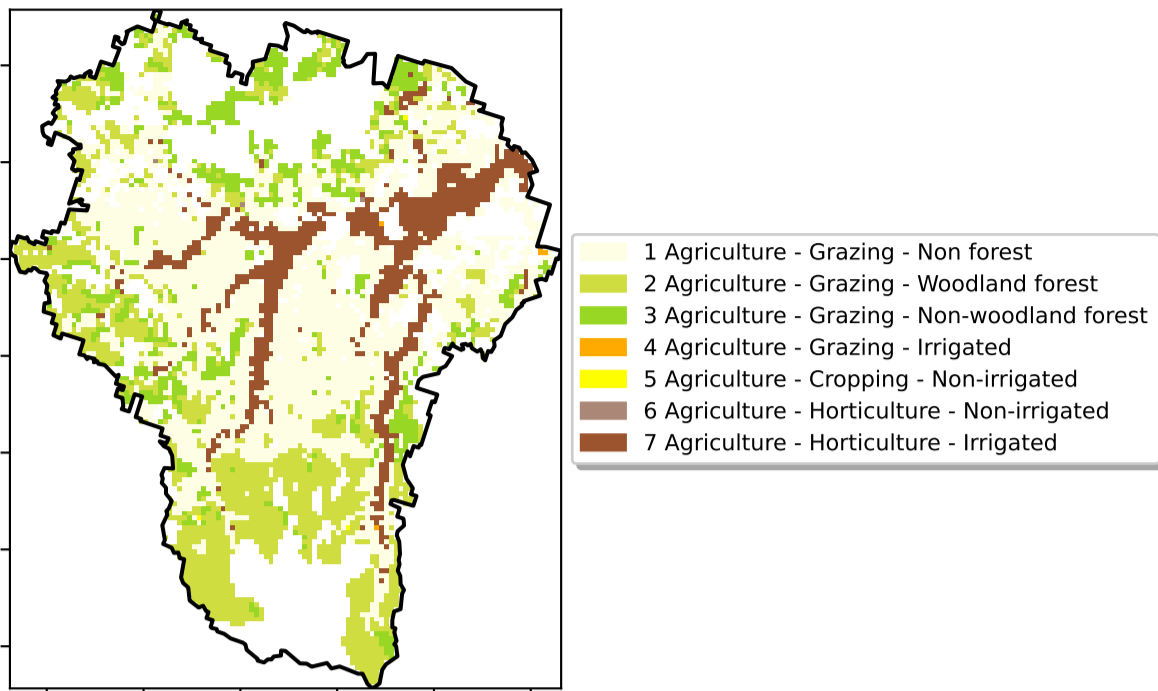 1 Agriculture - Grazing - Non forest
2 Agriculture - Grazing - Woodland forest
3 Agriculture - Grazing - Non-woodland forest
4 Agriculture - Grazing - Irrigated
5 Agriculture - Cropping - Non-irrigated
6 Agriculture - Horticulture - Non-irrigated
7 Agriculture - Horticulture - Irrigated